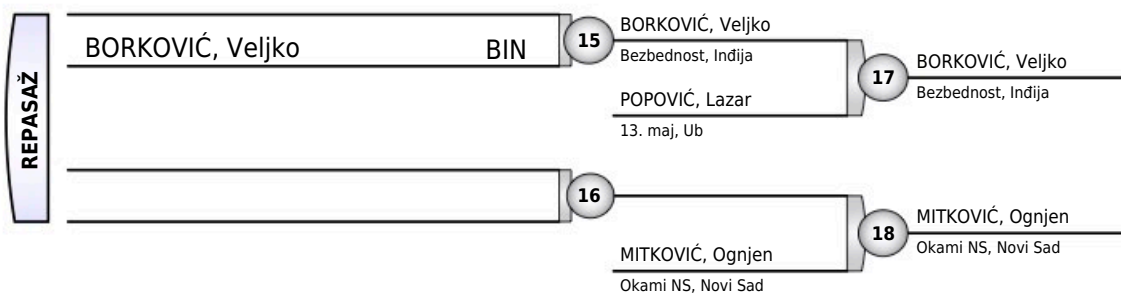 REPASAŽ
BORKOVIĆ, Veljko BIN
15
BORKOVIĆ, Veljko
Bezbednost, Inđija
POPOVIĆ, Lazar
13. maj, Ub
17
BORKOVIĆ, Veljko
Bezbednost, Inđija
16
MITKOVIĆ, Ognjen
Okami NS, Novi Sad
18
MITKOVIĆ, Ognjen
Okami NS, Novi Sad